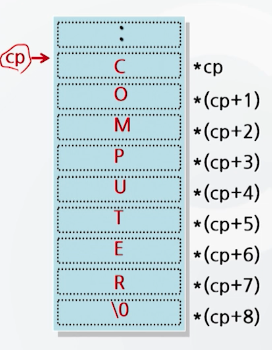 :
cp → C *cp
O *(cp+1)
M *(cp+2)
P *(cp+3)
U *(cp+4)
T *(cp+5)
E *(cp+6)
R *(cp+7)
\0 *(cp+8)